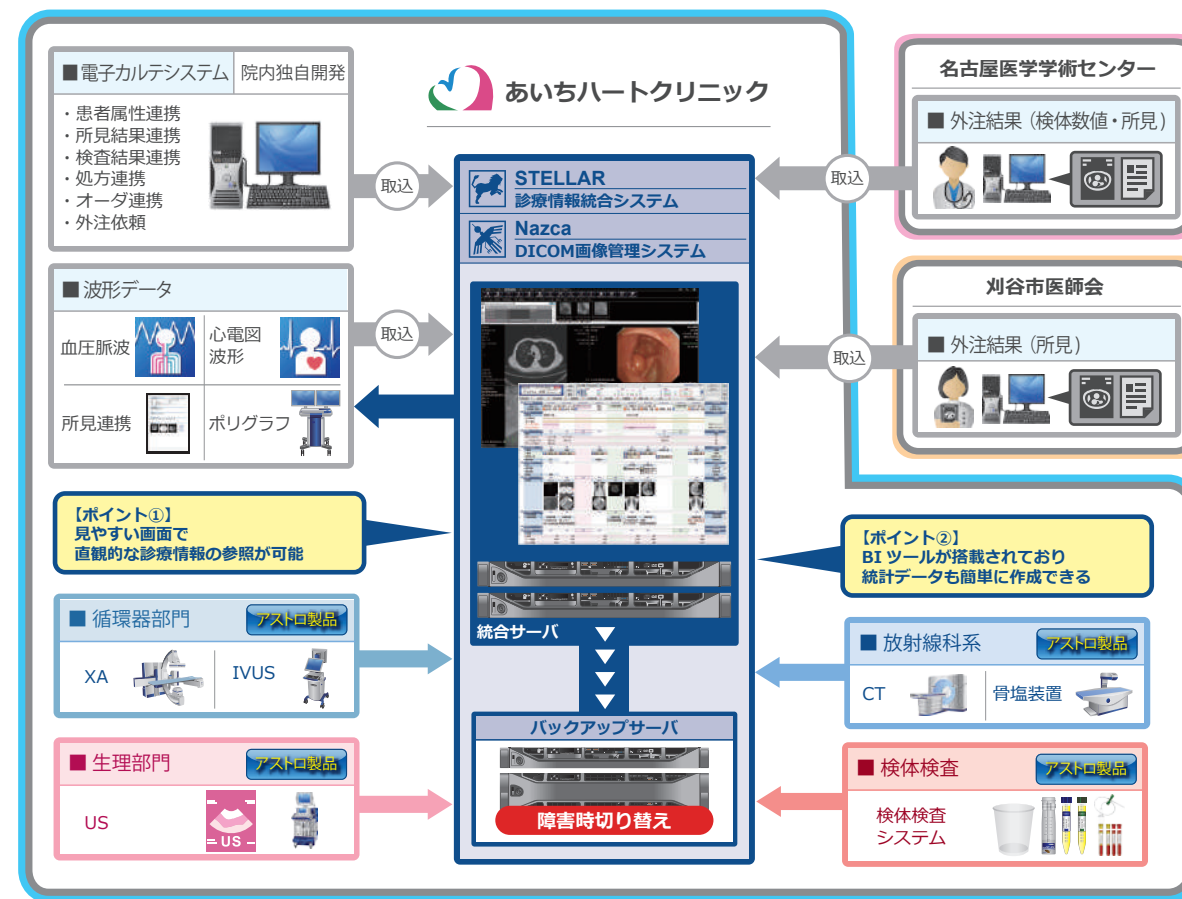 ■電子カルテシステム 院内独自開発
・患者属性連携
・所見結果連携
・検査結果連携
・処方連携
・オーダ連携
・外注依頼
取込
■波形データ
血圧脈波
心電図
波形
所見連携
ポリグラフ
取込
あいちハートクリニック
STELLAR
診療情報統合システム
Nazca
DICOM画像管理システム
名古屋医学学術センター
■外注結果（検体数値・所見）
取込
刈谷市医師会
■外注結果（所見）
取込
【ポイント①】
見やすい画面で
直観的な診療情報の参照が可能
【ポイント②】
BI ツールが搭載されており
統計データも簡単に作成できる
統合サーバ
■循環器部門 アストロ製品
XA
IVUS
■放射線科系 アストロ製品
CT
骨塩装置
バックアップサーバ
障害時切り替え
■生理部門 アストロ製品
US
US
■検体検査 アストロ製品
検体検査
システム